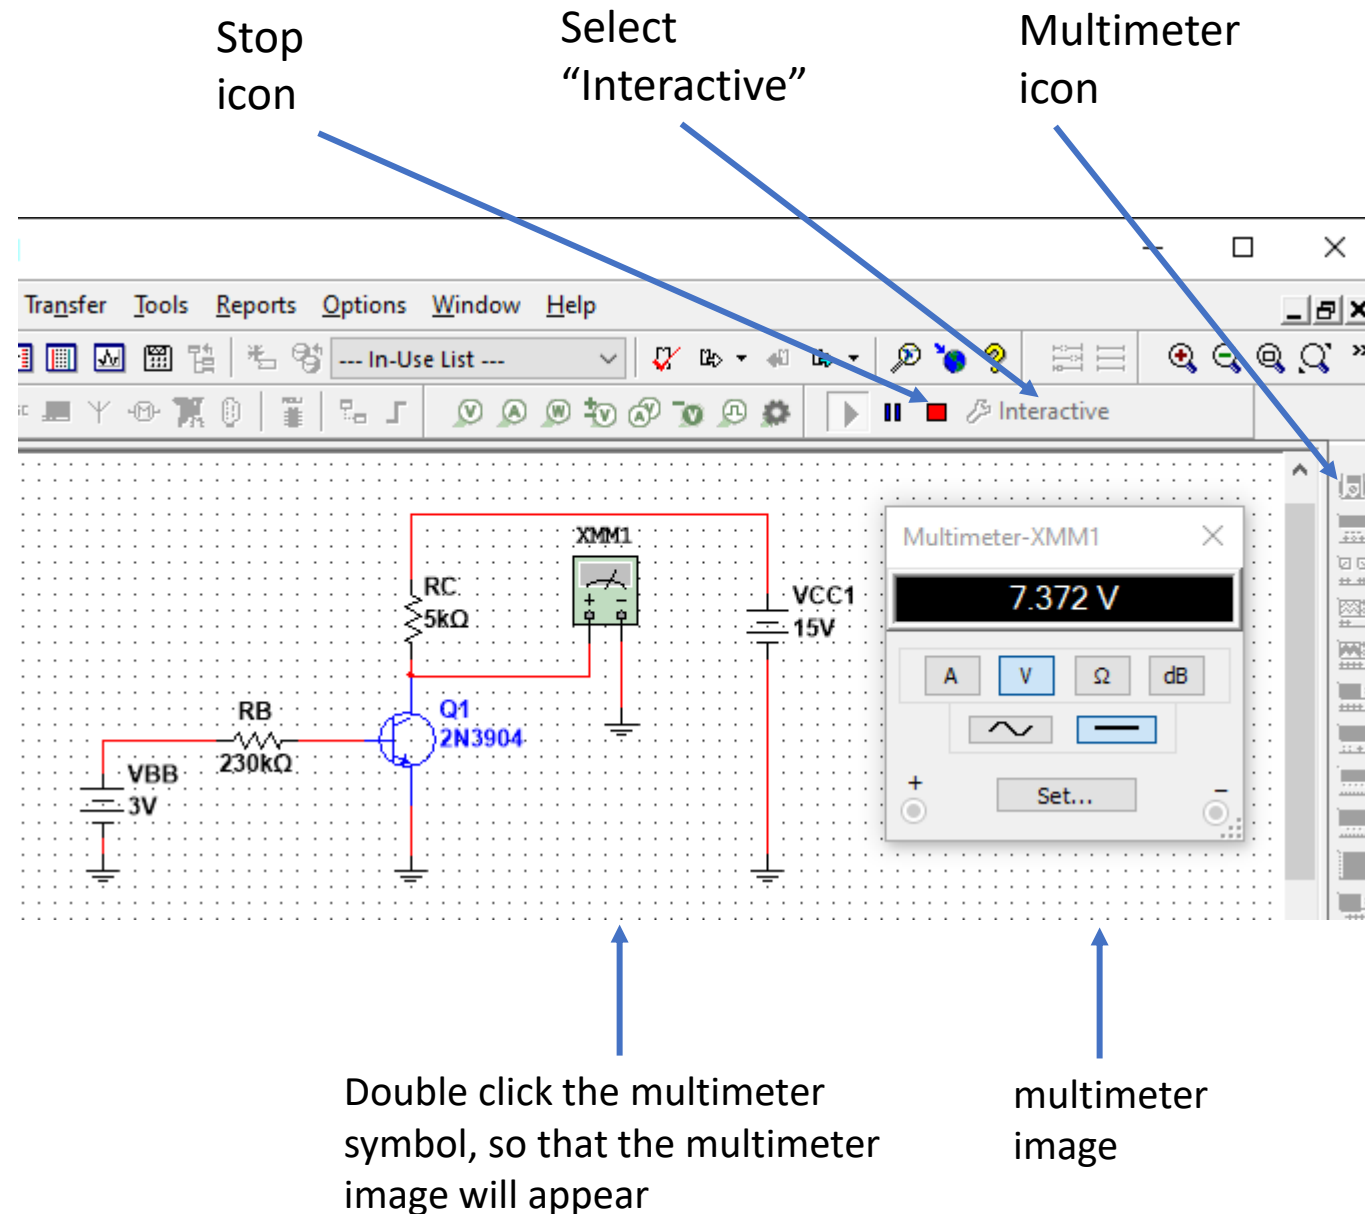 Stop
icon
Select
“Interactive”
Multimeter
icon
Transfer Tools Reports Options Window Help
--- In-Use List ---
Interactive
XMM1
RC
5kΩ
VCC1
15V
Q1
2N3904
RB
230kΩ
VBB
3V
Multimeter-XMM1
7.372 V
A V Ω dB
Set...
+ −
Double click the multimeter
symbol, so that the multimeter
image will appear
multimeter
image